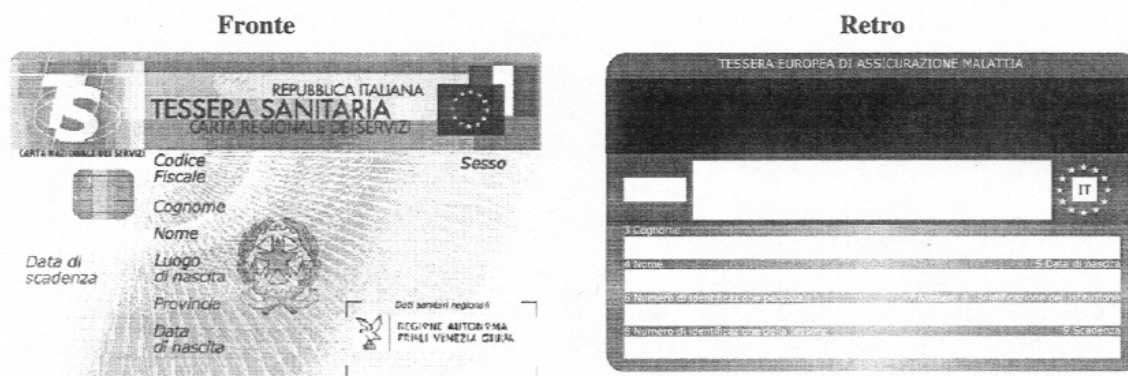 Fronte
Retro
TS
REPUBBLICA ITALIANA
TESSERA SANITARIA
CARTA REGIONALE DEI SERVIZI
CARTA NAZIONALE DEI SERVIZI
Codice
Fiscale
Sesso
Cognome
Nome
Luogo
di nascita
Provincia
Data
di nascita
Data di
scadenza
Dati sanitari regionali
REGIONE AUTONOMA
FRIULI VENEZIA GIULIA
TESSERA EUROPEA DI ASSICURAZIONE MALATTIA
IT
3 Cognome
4 Nome
5 Data di nascita
6 Numero di identificazione personale
7 Numero di identificazione dell'istituzione
8 Numero di identificazione della tessera
9 Scadenza